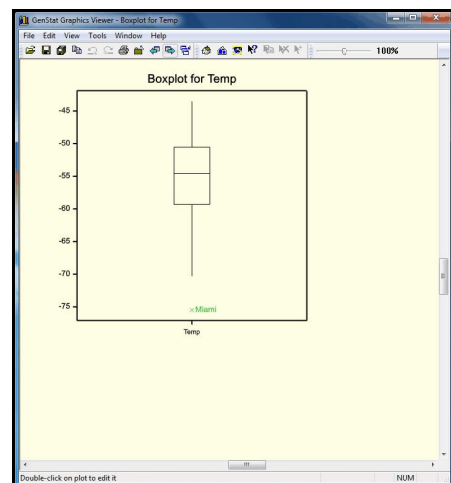 GenStat Graphics Viewer - Boxplot for Temp
File Edit View Tools Window Help
100%
Boxplot for Temp
-45
-50
-55
-60
-65
-70
-75
Miami
Temp
Double-click on plot to edit it
NUM